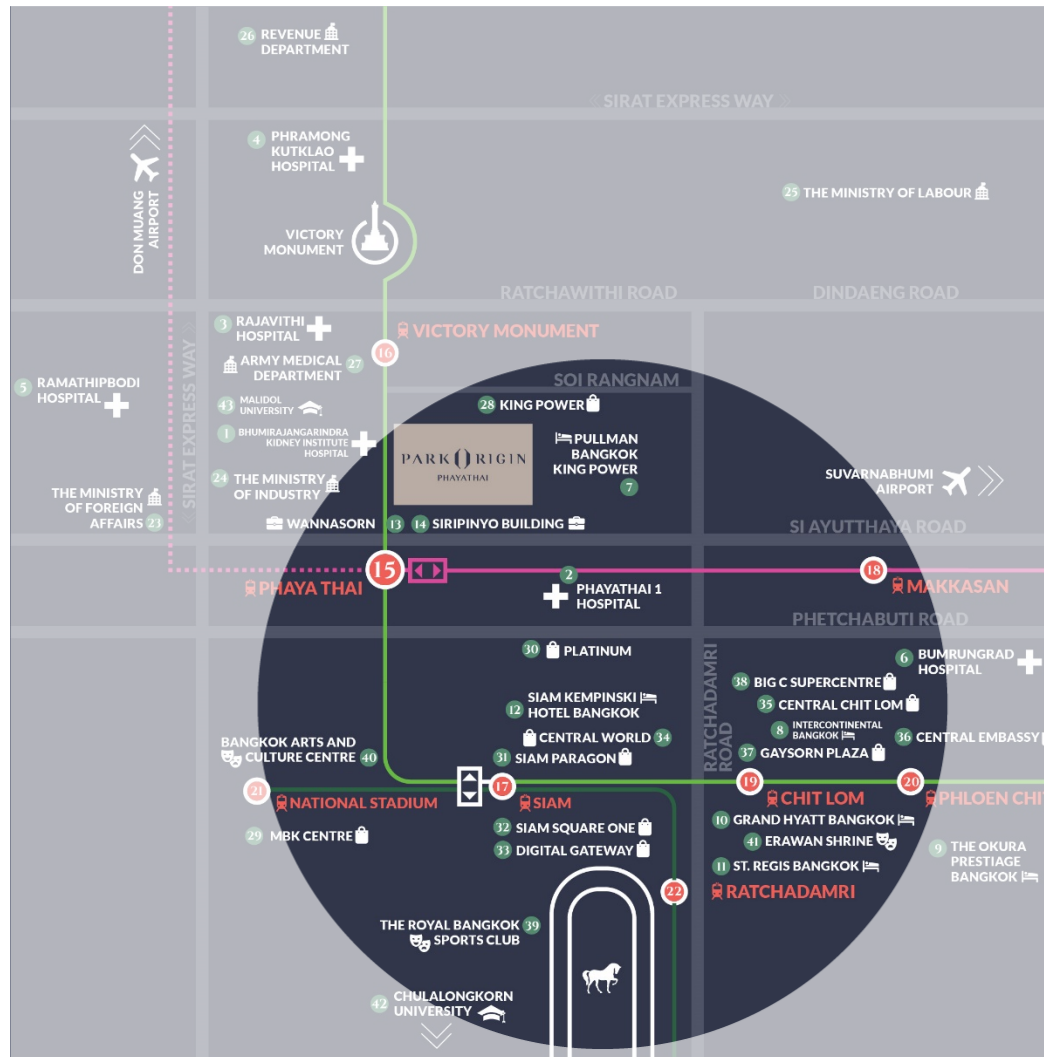 26 REVENUE
DEPARTMENT
SIRAT EXPRESS WAY
4 PHRAMONG
KUTKLAO
HOSPITAL
DON MUANG
AIRPORT
25 THE MINISTRY OF LABOUR
VICTORY
MONUMENT
RATCHAWITHI ROAD
DINDAENG ROAD
3 RAJAVITHI
HOSPITAL
VICTORY MONUMENT
16
ARMY MEDICAL 27
DEPARTMENT
5 RAMATHIPBODI
HOSPITAL
SIRAT EXPRESS WAY
SOI RANGNAM
43 MALIDOL
UNIVERSITY
28 KING POWER
1 BHUMIRAJANGARINDRA
KIDNEY INSTITUTE
HOSPITAL
PARK ORIGIN
PHAYATHAI
PULLMAN
BANGKOK
KING POWER
7
24 THE MINISTRY
OF INDUSTRY
SUVARNABHUMI
AIRPORT
THE MINISTRY
OF FOREIGN
AFFAIRS 23
WANNASORN 13
14 SIRIPINYO BUILDING
SI AYUTTHAYA ROAD
15
PHAYA THAI
2
PHAYATHAI 1
HOSPITAL
18
MAKKASAN
PHETCHABUTI ROAD
30 PLATINUM
6 BUMRUNGRAD
HOSPITAL
RATCHADAMRI
ROAD
38 BIG C SUPERCENTRE
35 CENTRAL CHIT LOM
12 SIAM KEMPINSKI
HOTEL BANGKOK
8 INTERCONTINENTAL
BANGKOK
CENTRAL WORLD 34
36 CENTRAL EMBASSY
BANGKOK ARTS AND
CULTURE CENTRE 40
31 SIAM PARAGON
37 GAYSORN PLAZA
21
NATIONAL STADIUM
17
SIAM
19
CHIT LOM
20
PHLOEN CHIT
29 MBK CENTRE
32 SIAM SQUARE ONE
33 DIGITAL GATEWAY
10 GRAND HYATT BANGKOK
41 ERAWAN SHRINE
11 ST. REGIS BANGKOK
9 THE OKURA
PRESTIAGE
BANGKOK
22
RATCHADAMRI
THE ROYAL BANGKOK 39
SPORTS CLUB
42 CHULALONGKORN
UNIVERSITY